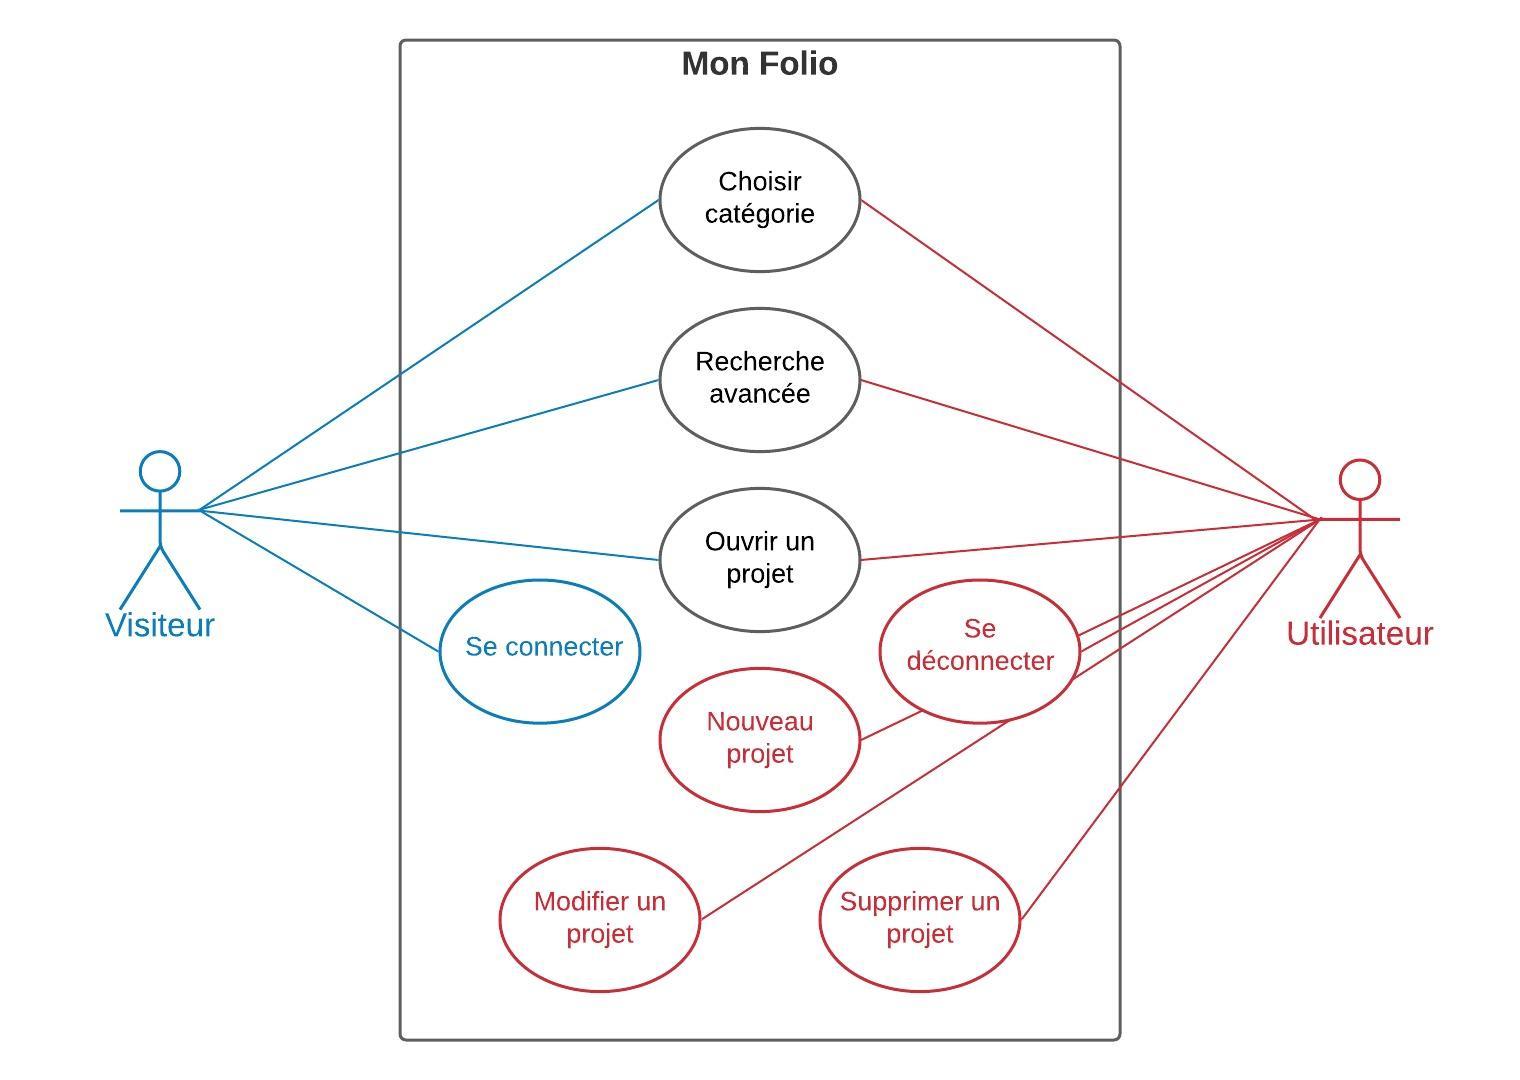 Mon Folio
Choisir
catégorie
Recherche
avancée
Ouvrir un
projet
Visiteur
Se connecter
Se
déconnecter
Utilisateur
Nouveau
projet
Modifier un
projet
Supprimer un
projet